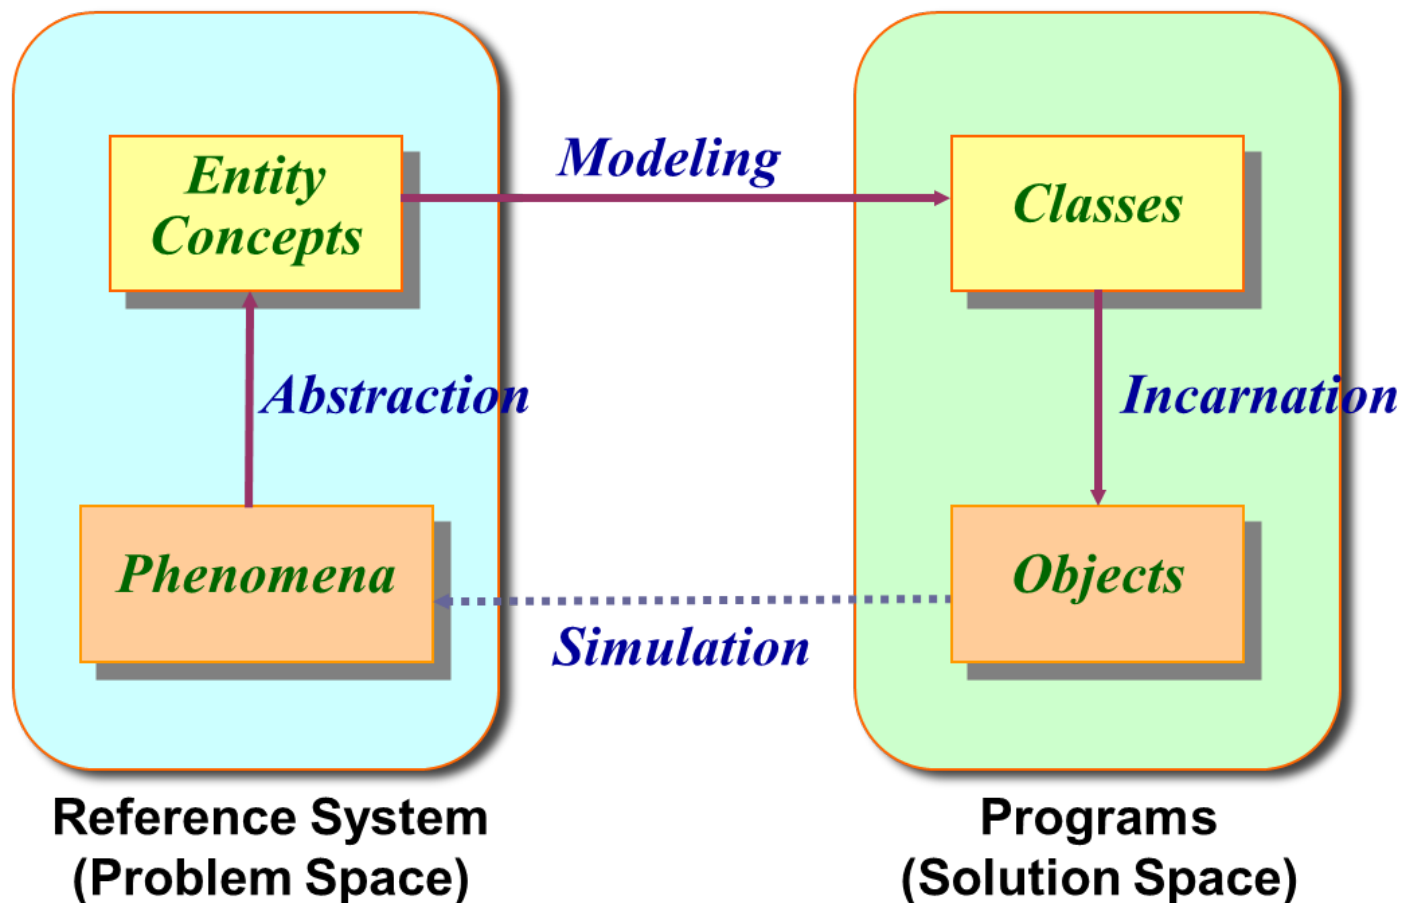 Entity
Concepts
Modeling
Classes
Abstraction
Incarnation
Phenomena
Objects
Simulation
Reference System
(Problem Space)
Programs
(Solution Space)